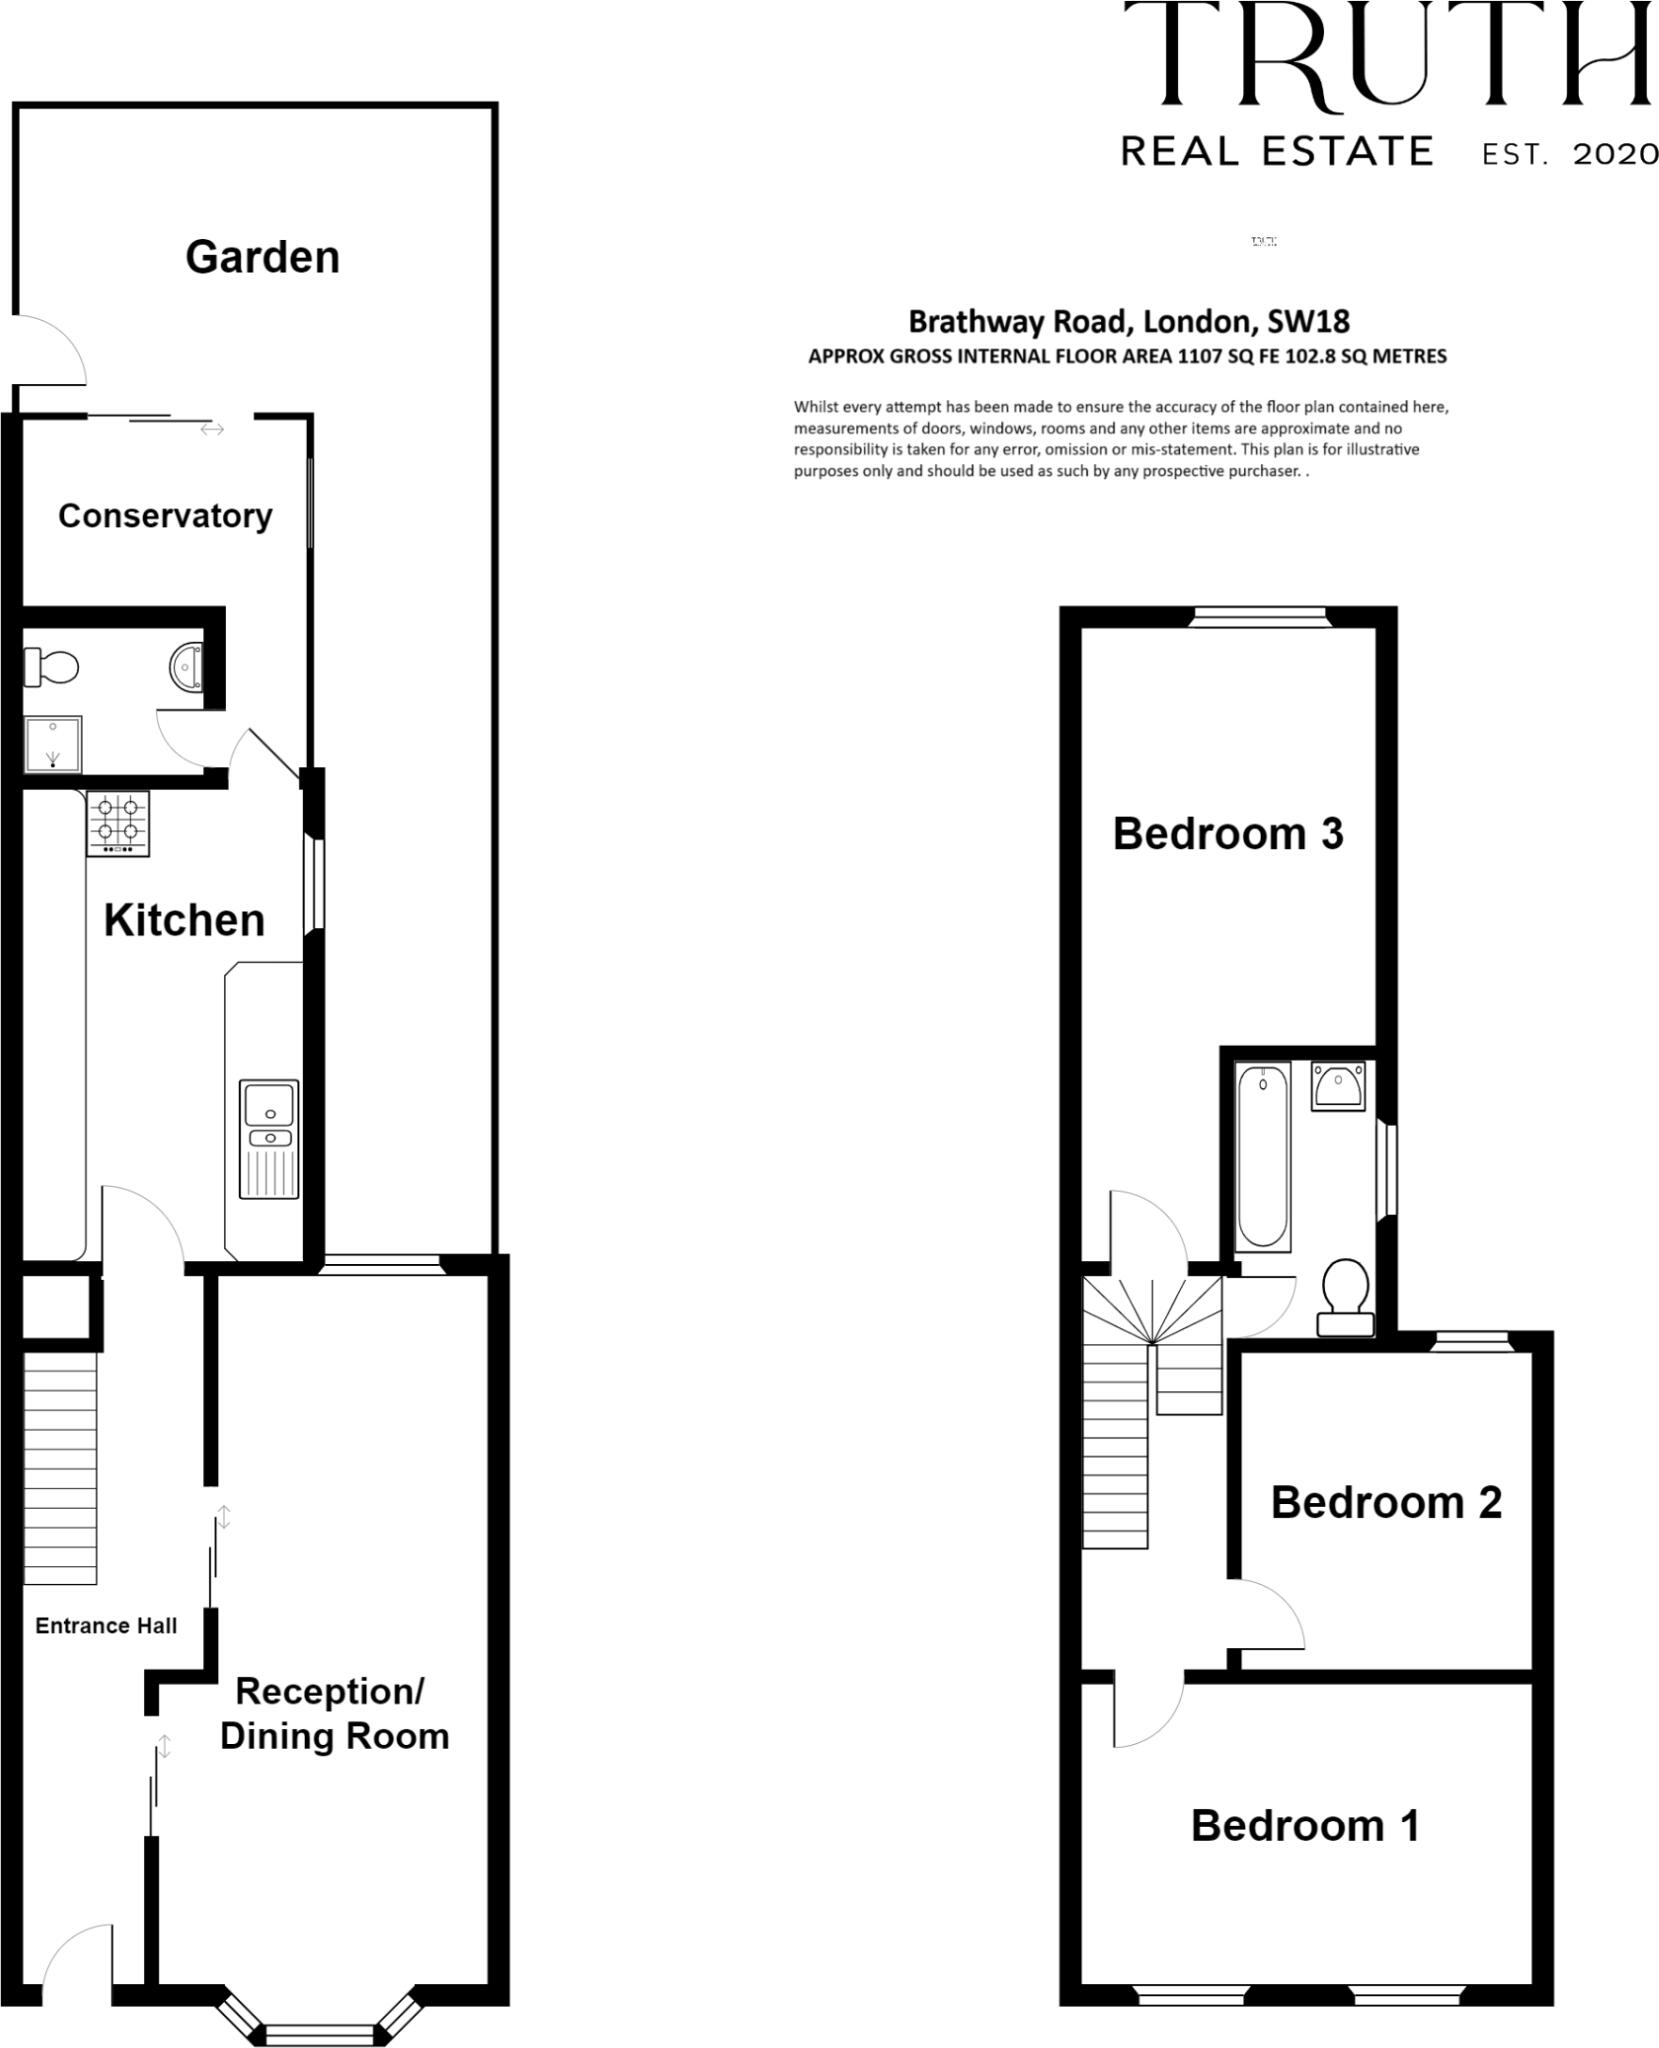 TRUTH
REAL ESTATE EST. 2020
Brathway Road, London, SW18
APPROX GROSS INTERNAL FLOOR AREA 1107 SQ FE 102.8 SQ METRES
Whilst every attempt has been made to ensure the accuracy of the floor plan contained here,
measurements of doors, windows, rooms and any other items are approximate and no
responsibility is taken for any error, omission or mis-statement. This plan is for illustrative
purposes only and should be used as such by any prospective purchaser. .
Garden
Conservatory
Kitchen
Entrance Hall
Reception/
Dining Room
Bedroom 3
Bedroom 2
Bedroom 1